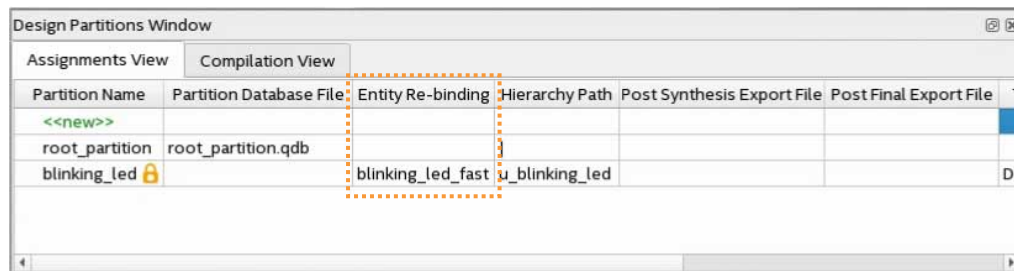 Design Partitions Window
Assignments View Compilation View
Partition Name Partition Database File Entity Re-binding Hierarchy Path Post Synthesis Export File Post Final Export File
<<new>>
root_partition root_partition.qdb |
blinking_led blinking_led_fast u_blinking_led D